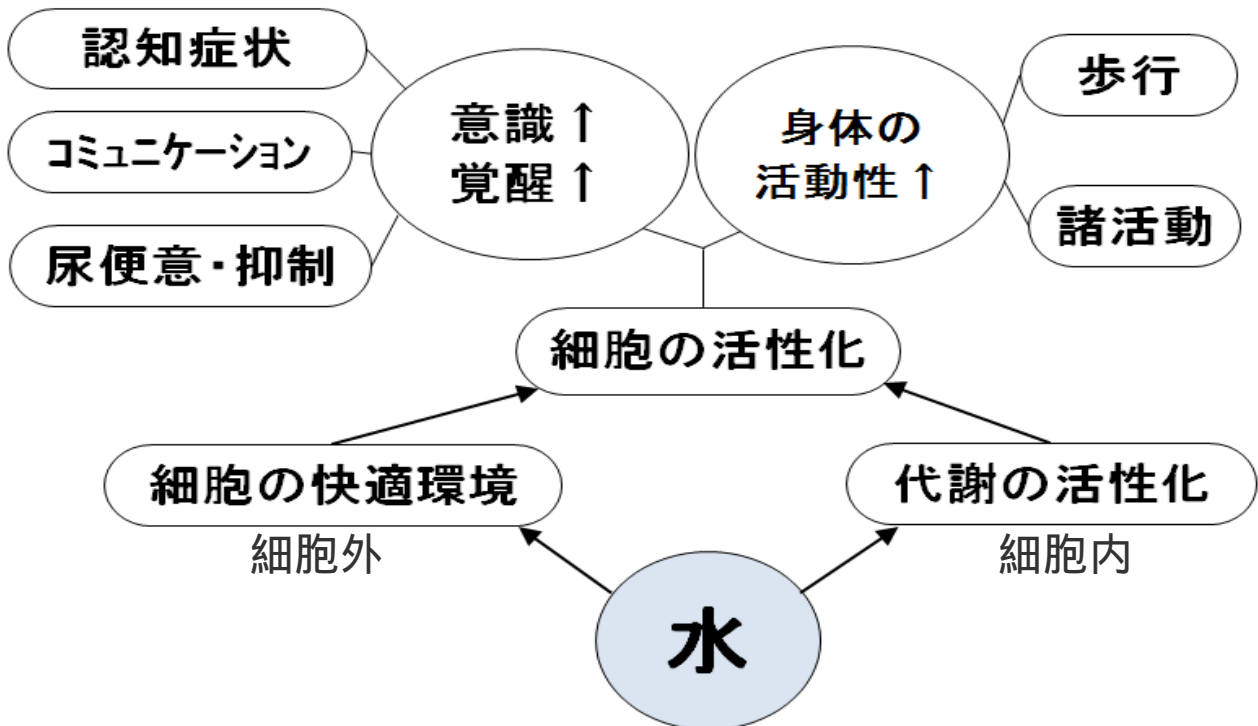 認知症状
コミュニケーション
尿便意・抑制
意識↑
覚醒↑
身体の
活動性↑
歩行
諸活動
細胞の活性化
細胞の快適環境
細胞外
代謝の活性化
細胞内
水